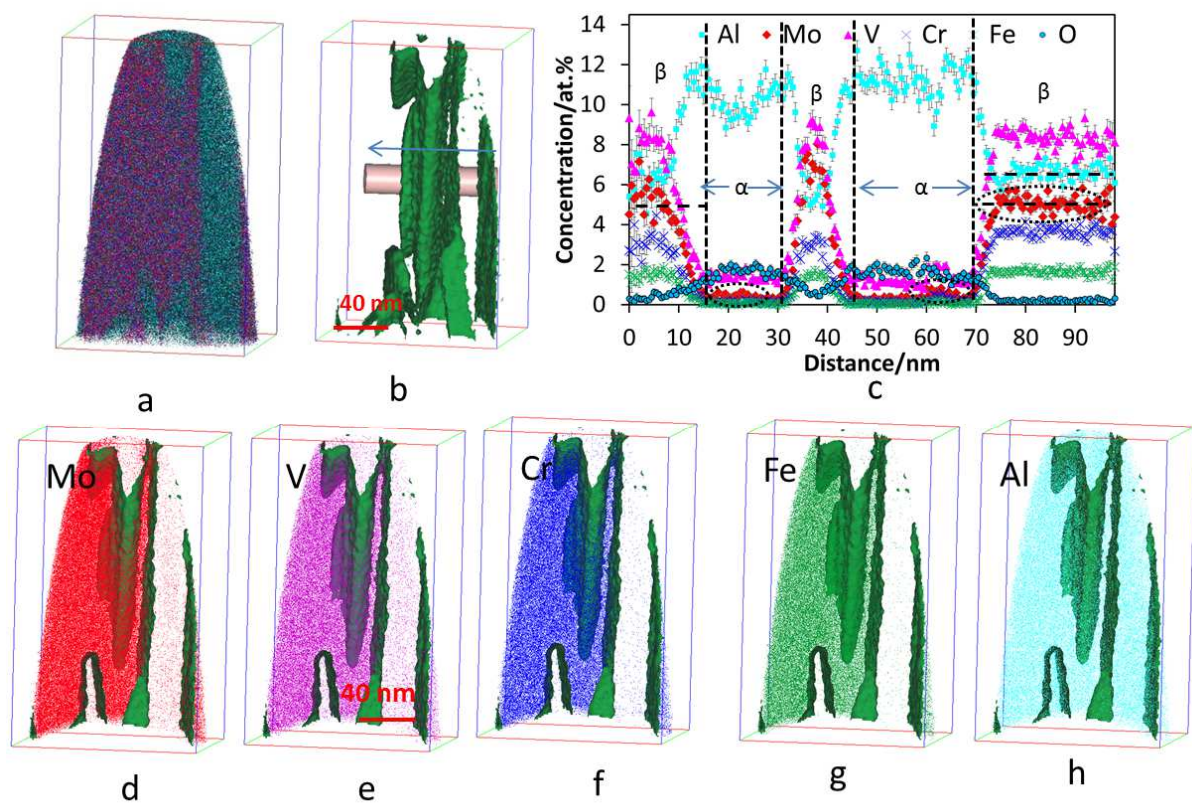 40 nm
a
b
Concentration/at.%
14
12
10
8
6
4
2
0
Al Mo V Cr Fe O
β
β
β
α
α
0 10 20 30 40 50 60 70 80 90
Distance/nm
c
Mo
V
Cr
Fe
Al
40 nm
d
e
f
g
h